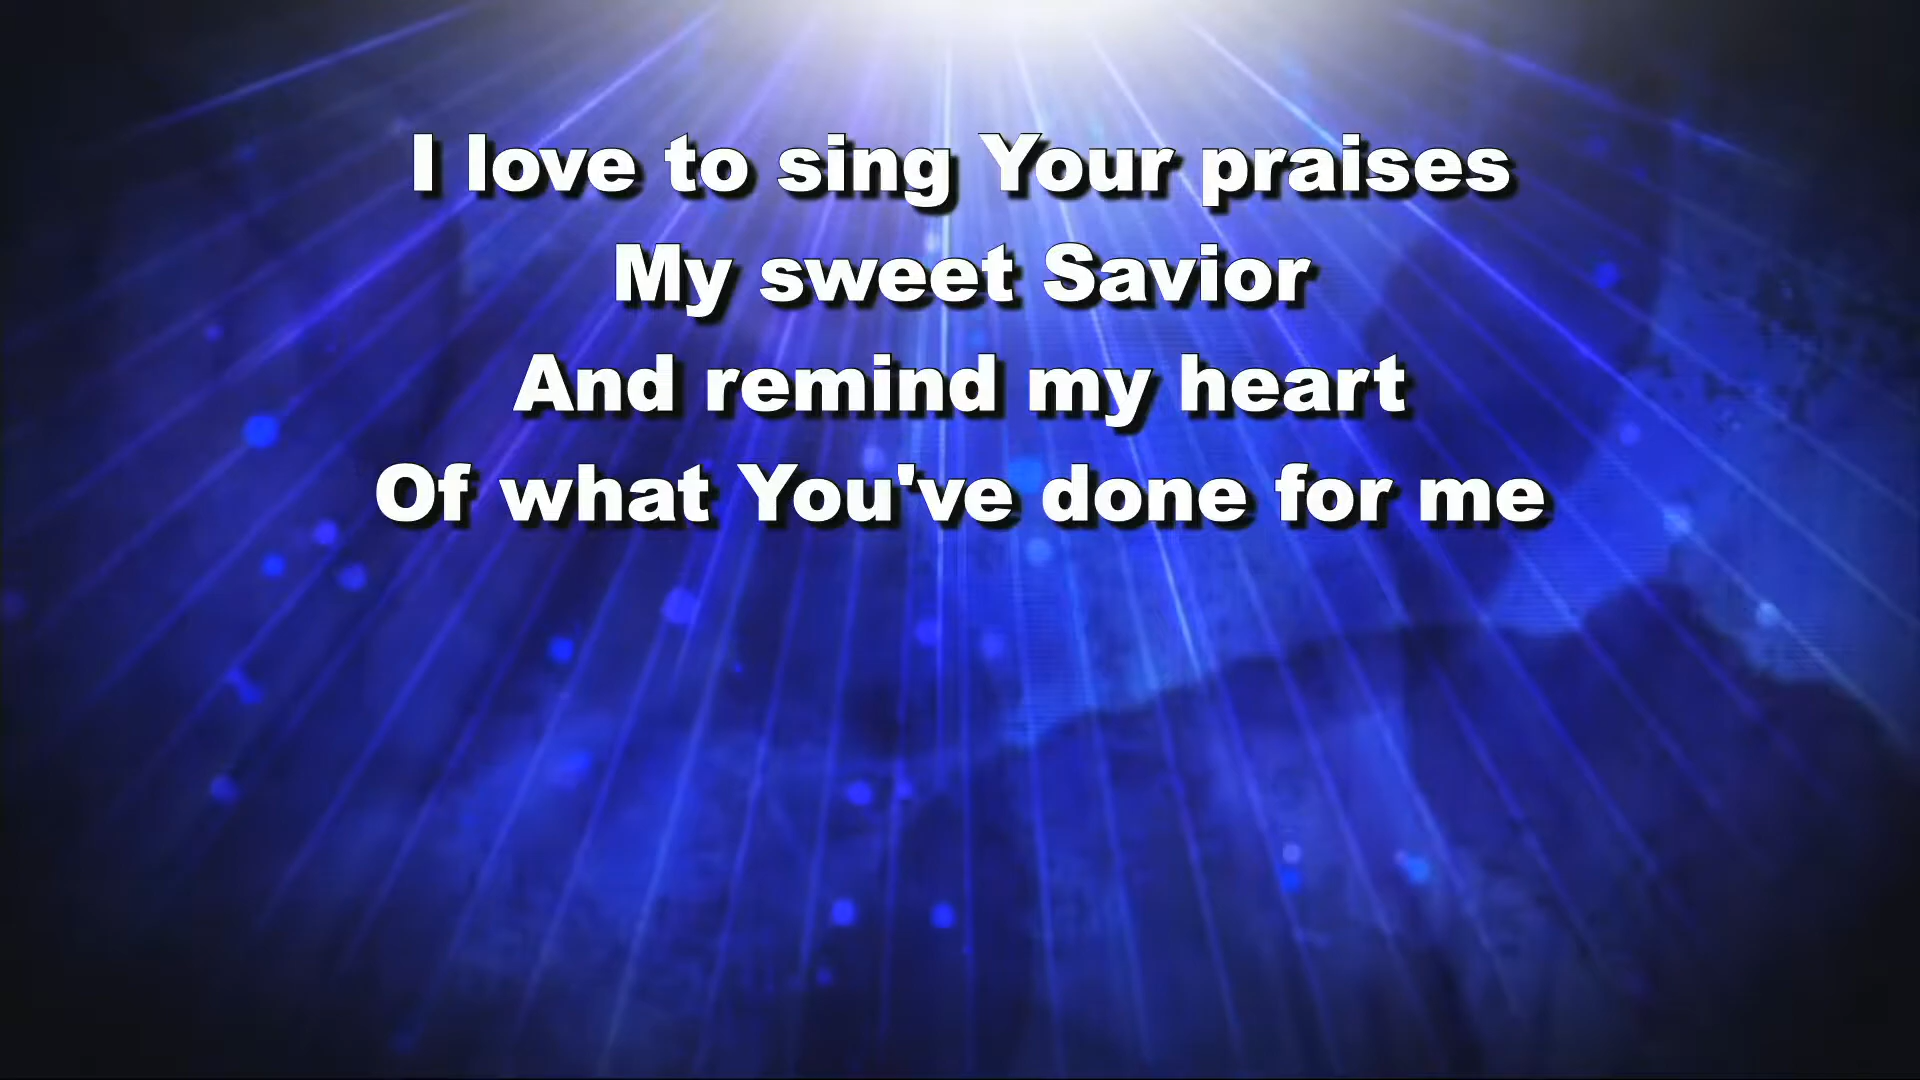 I love to sing Your praises
My sweet Savior
And remind my heart
Of what You've done for me